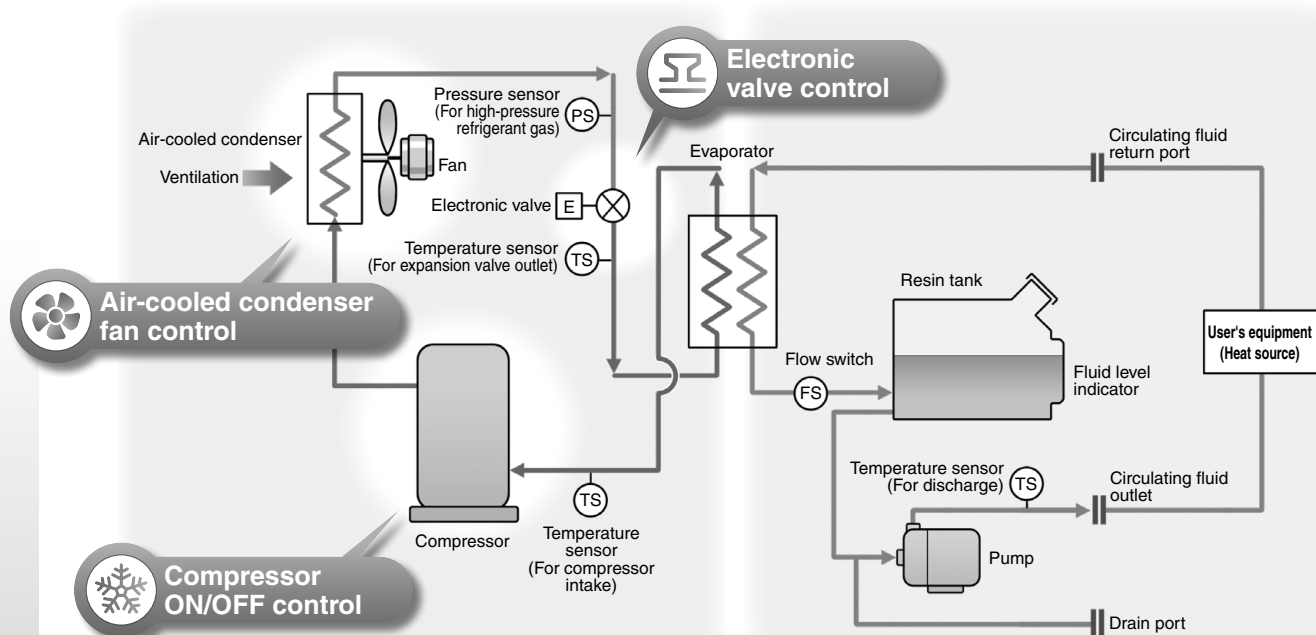 Electronic
valve control
Pressure sensor
(For high-pressure
refrigerant gas)
PS
Air-cooled condenser
Ventilation
Fan
Evaporator
Circulating fluid
return port
Electronic valve
E
Temperature sensor
(For expansion valve outlet)
TS
Air-cooled condenser
fan control
Resin tank
User's equipment
(Heat source)
Flow switch
FS
Fluid level
indicator
Temperature sensor
(For discharge)
TS
Circulating fluid
outlet
TS
Compressor
Temperature
sensor
(For compressor
intake)
Pump
Compressor
ON/OFF control
Drain port